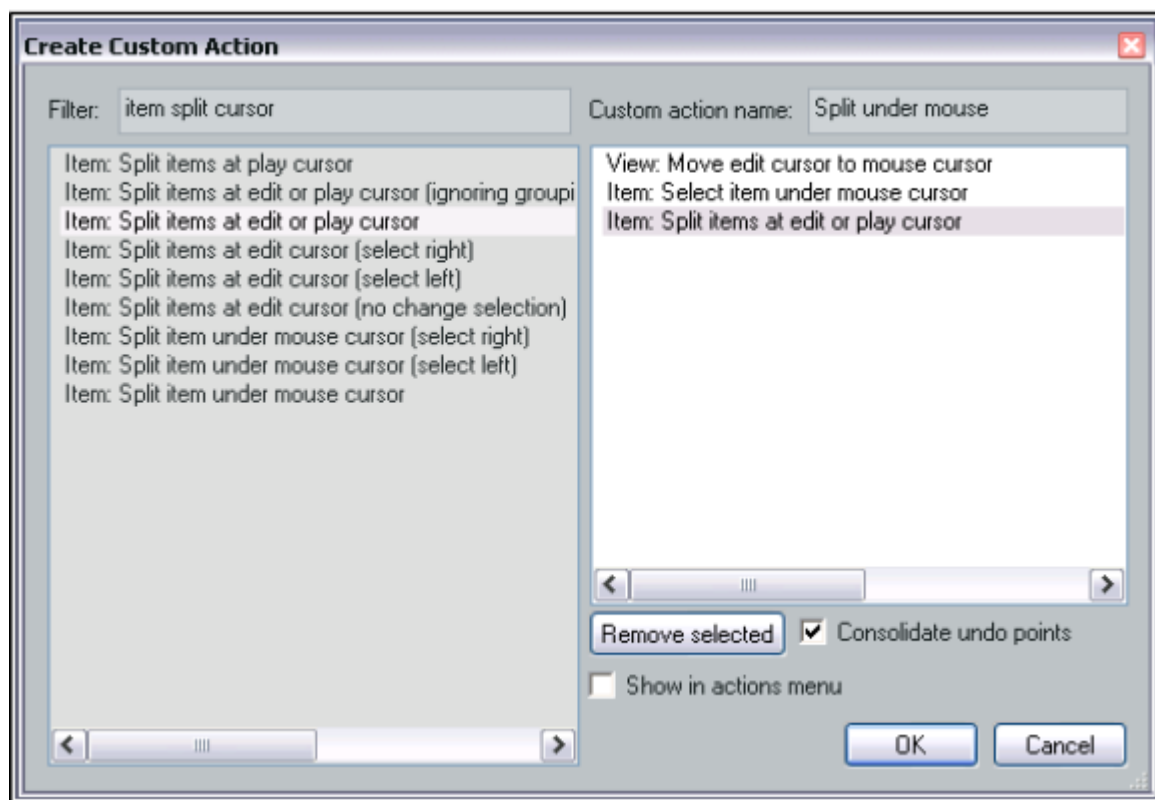 Create Custom Action
Filter: item split cursor
Custom action name: Split under mouse
Item: Split items at play cursor
Item: Split items at edit or play cursor (ignoring groupi
Item: Split items at edit or play cursor
Item: Split items at edit cursor (select right)
Item: Split items at edit cursor (select left)
Item: Split items at edit cursor (no change selection)
Item: Split item under mouse cursor (select right)
Item: Split item under mouse cursor (select left)
Item: Split item under mouse cursor
View: Move edit cursor to mouse cursor
Item: Select item under mouse cursor
Item: Split items at edit or play cursor
Remove selected
Consolidate undo points
Show in actions menu
OK
Cancel